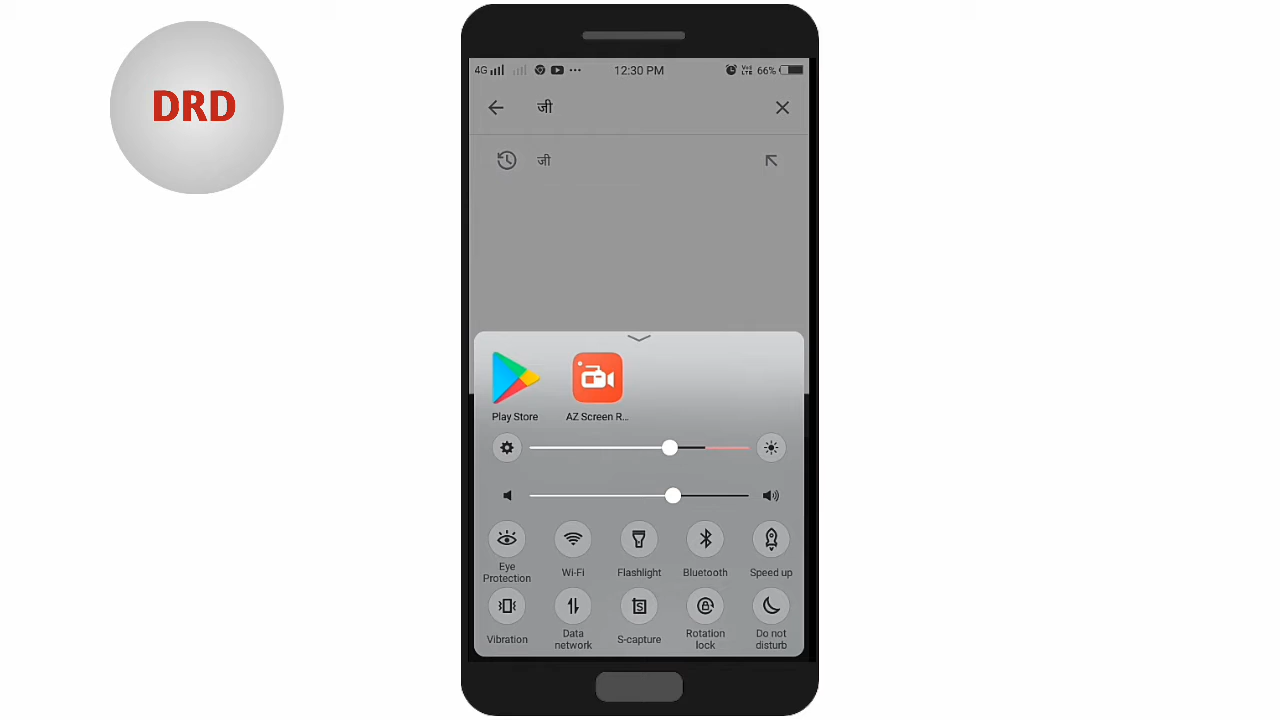 DRD
4G 12:30 PM VoLTE 66%
जी
जी
Play Store AZ Screen R...
Eye Protection Wi-Fi Flashlight Bluetooth Speed up
Vibration Data network S-capture Rotation lock Do not disturb